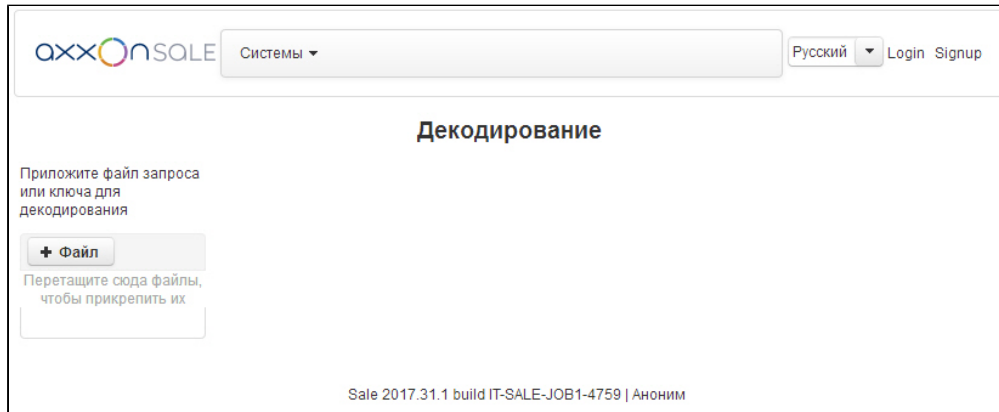 axxOnSALE
Системы
Русский
Login Signup
Декодирование
Приложите файл запроса
или ключа для
декодирования
+ Файл
Перетащите сюда файлы,
чтобы прикрепить их
Sale 2017.31.1 build IT-SALE-JOB1-4759 | Аноним